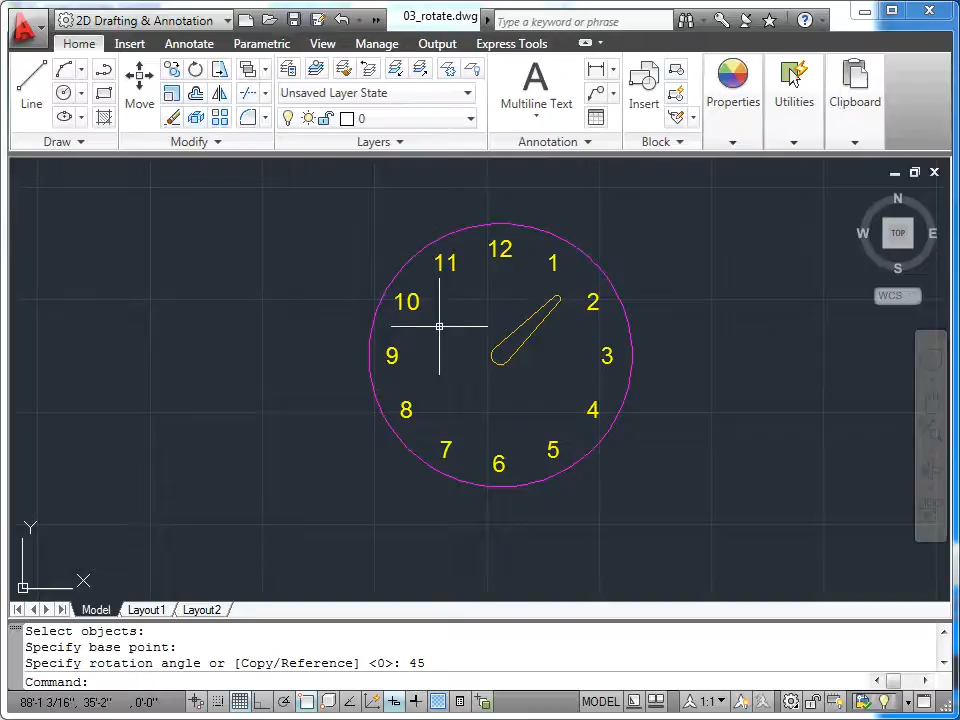 2D Drafting & Annotation
03_rotate.dwg
Type a keyword or phrase
Home Insert Annotate Parametric View Manage Output Express Tools
Line
Move
Unsaved Layer State
0
Multiline Text
Insert
Properties
Utilities
Clipboard
Draw
Modify
Layers
Annotation
Block
12
11
1
10
2
9
3
8
4
7
5
6
N
W
TOP
E
S
WCS
Y
X
Model Layout1 Layout2
Select objects:
Specify base point:
Specify rotation angle or [Copy/Reference] <0>: 45
Command:
88'-1 3/16", 35'-2" , 0'-0"
MODEL
1:1